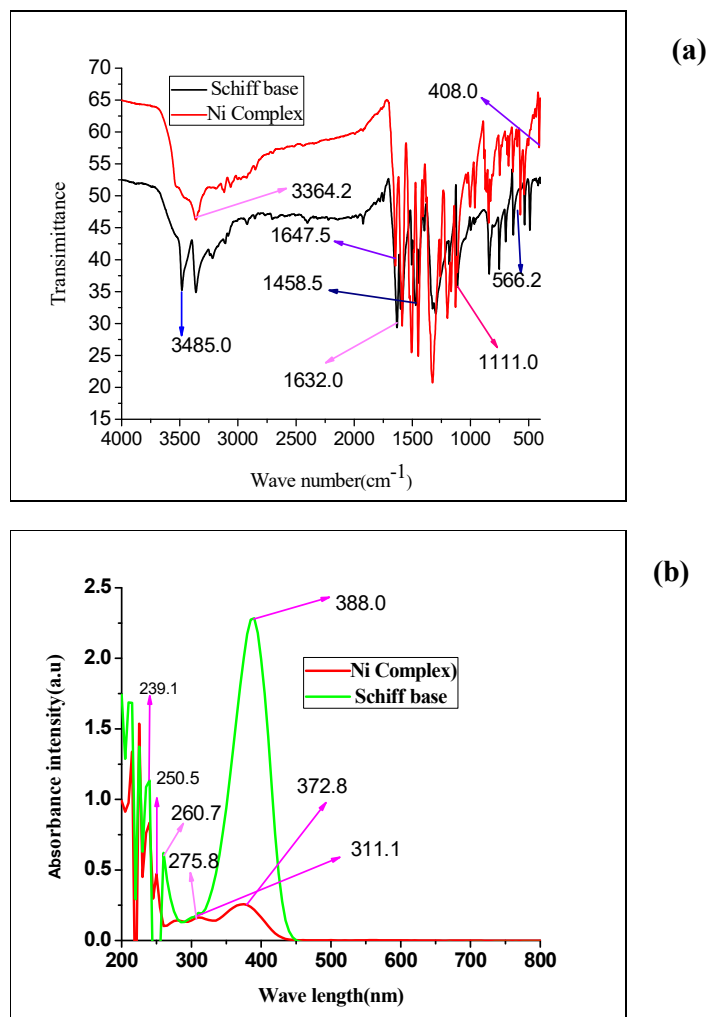 (a)
70
65
60
55
50
45
40
35
30
25
20
15
Transimittance
Schiff base
Ni Complex
408.0
3364.2
1647.5
1458.5
566.2
3485.0
1632.0
1111.0
4000 3500 3000 2500 2000 1500 1000 500
Wave number(cm-1)
(b)
2.5
2.0
1.5
1.0
0.5
0.0
Absorbance intensity(a.u)
388.0
Ni Complex)
Schiff base
239.1
250.5
260.7
372.8
275.8
311.1
200 300 400 500 600 700 800
Wave length(nm)